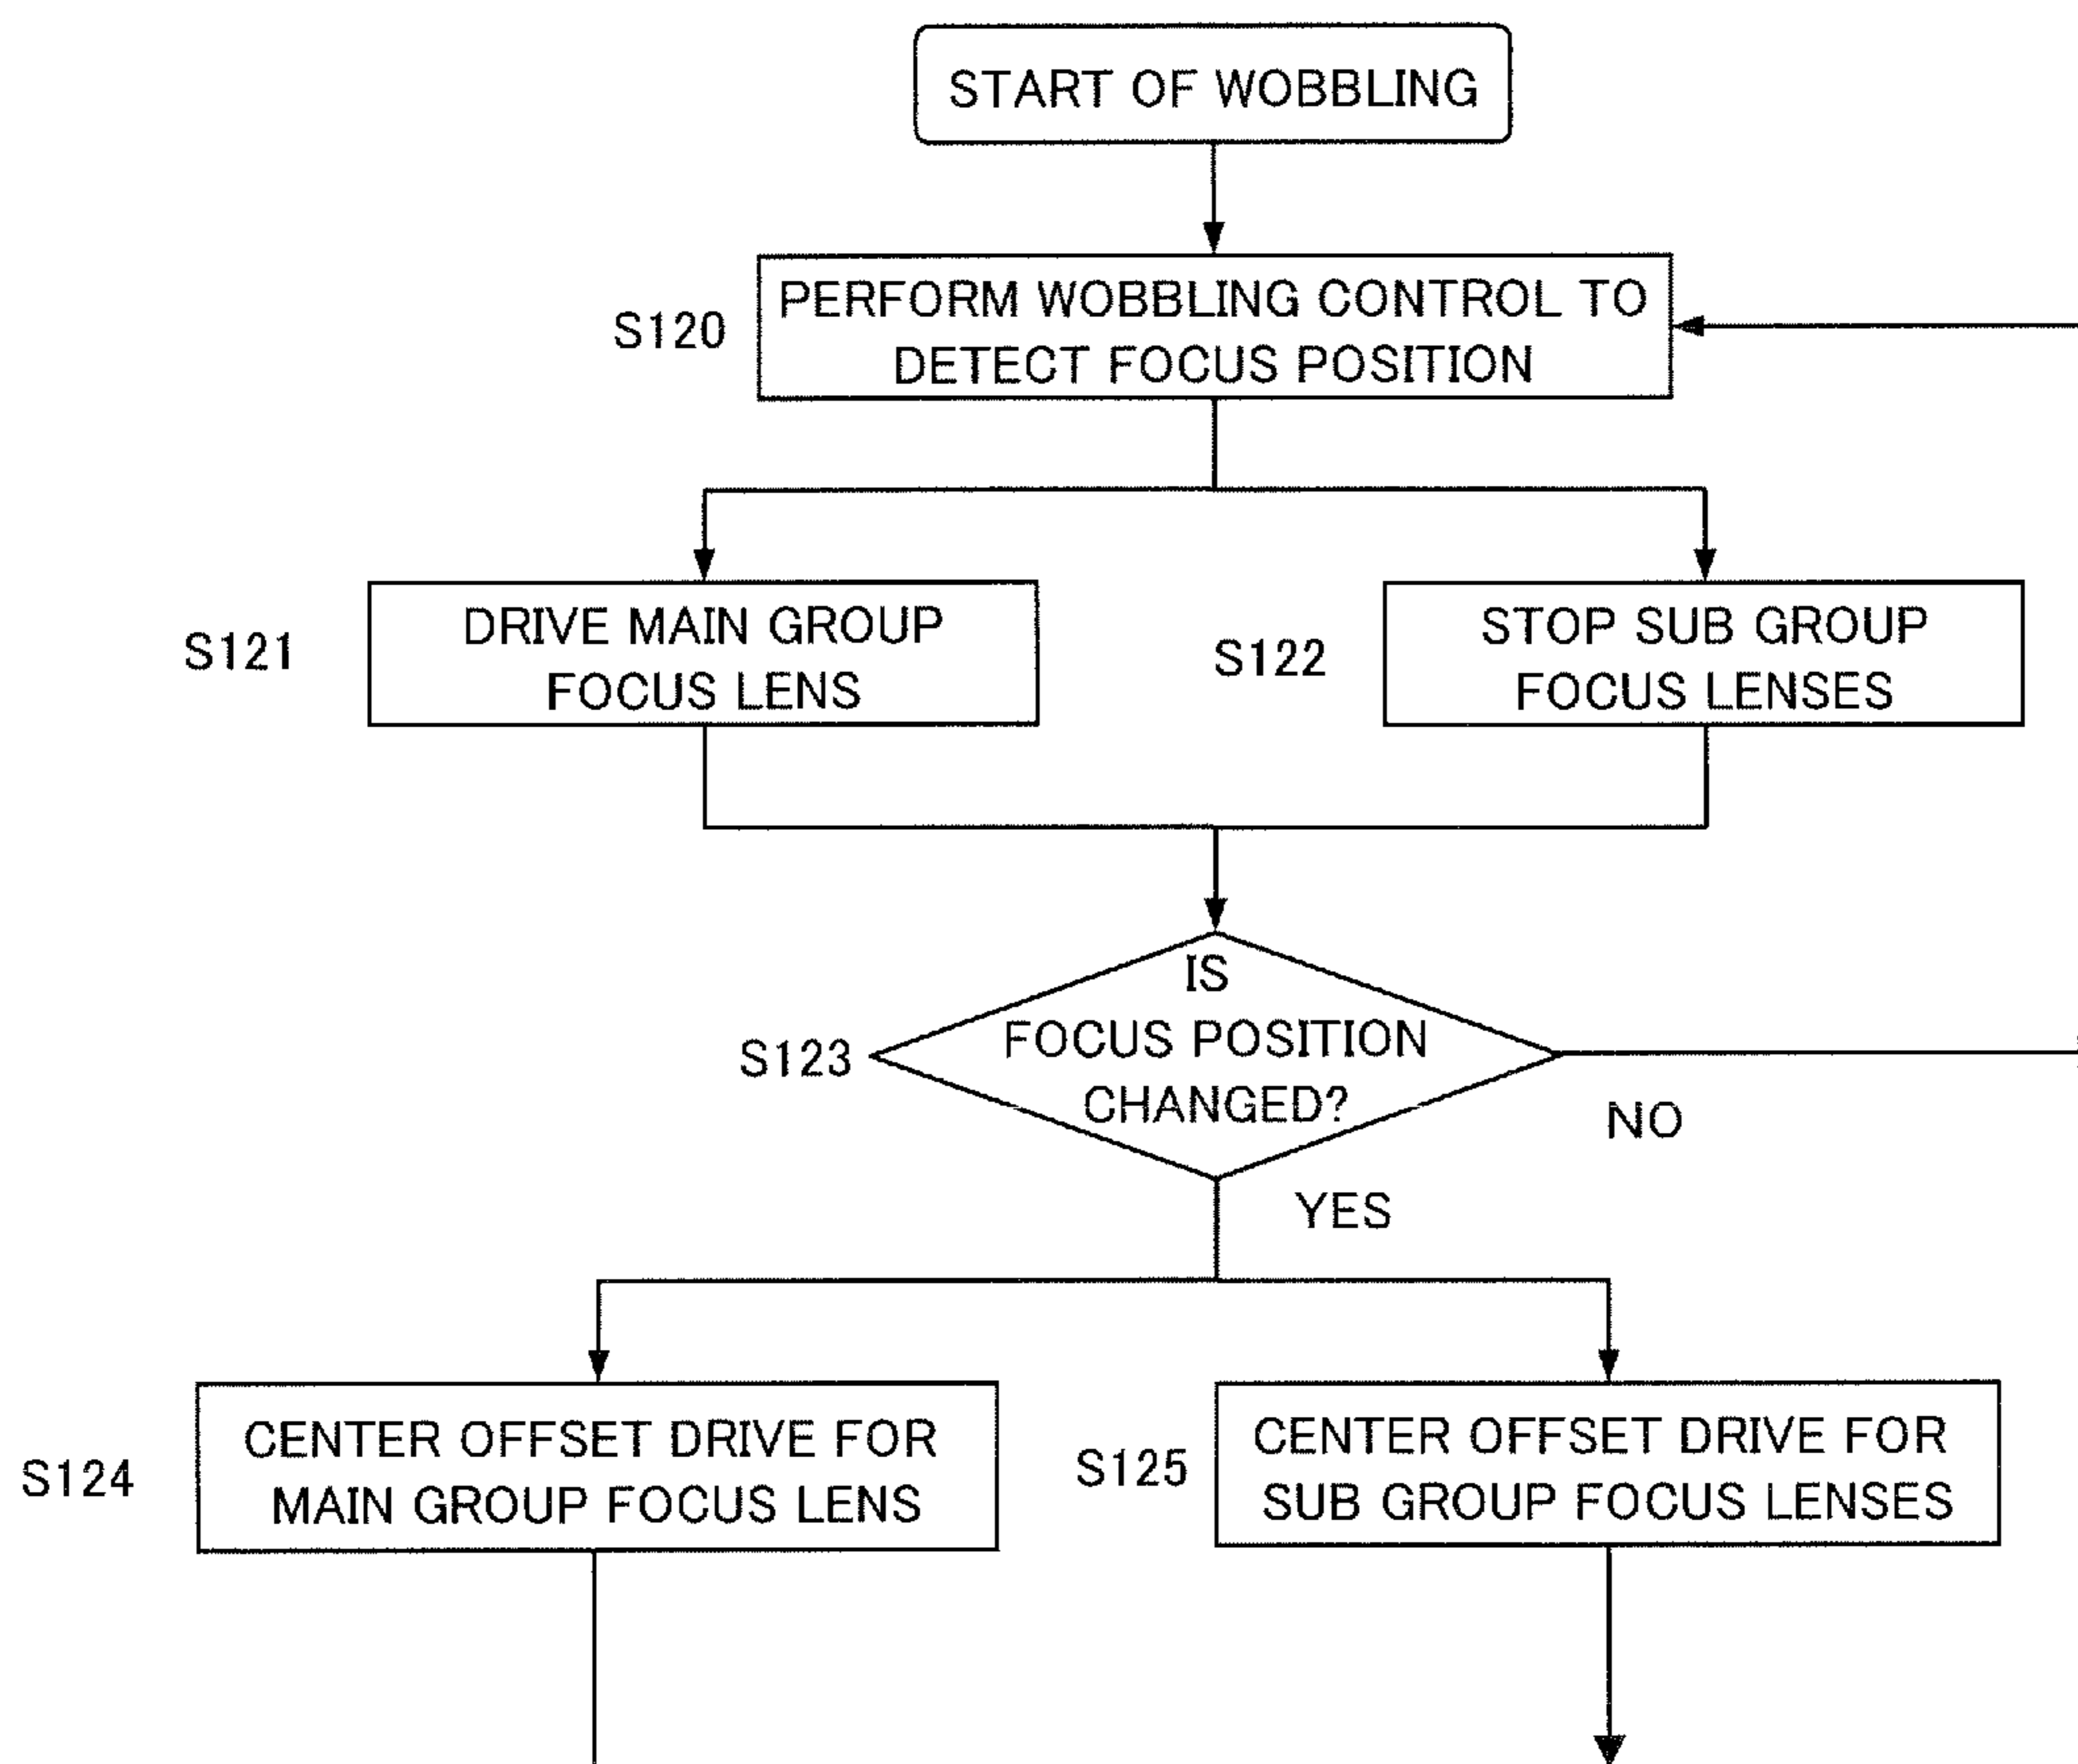 START OF WOBBLING
S120
PERFORM WOBBLING CONTROL TO
DETECT FOCUS POSITION
S121
DRIVE MAIN GROUP
FOCUS LENS
S122
STOP SUB GROUP
FOCUS LENSES
S123
IS
FOCUS POSITION
CHANGED?
NO
YES
S124
CENTER OFFSET DRIVE FOR
MAIN GROUP FOCUS LENS
S125
CENTER OFFSET DRIVE FOR
SUB GROUP FOCUS LENSES